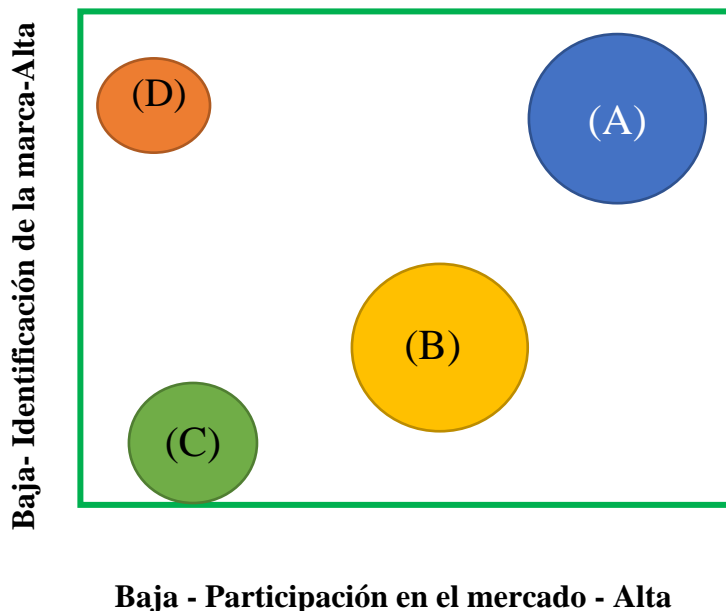 Baja- Identificación de la marca-Alta
(D)
(A)
(B)
(C)
Baja - Participación en el mercado - Alta